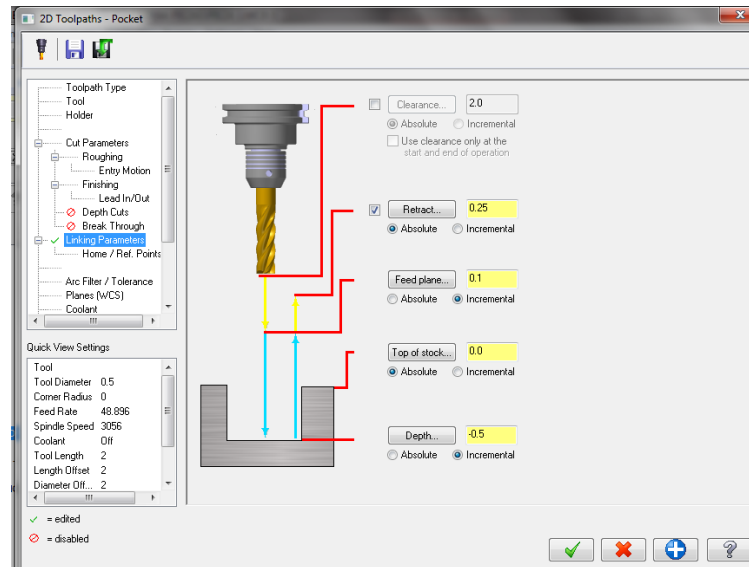 2D Toolpaths - Pocket
Toolpath Type
Tool
Holder
Cut Parameters
Roughing
Entry Motion
Finishing
Lead In/Out
Depth Cuts
Break Through
Linking Parameters
Home / Ref. Points
Arc Filter / Tolerance
Planes (WCS)
Coolant
Quick View Settings
Tool
Tool Diameter 0.5
Corner Radius 0
Feed Rate 48.896
Spindle Speed 3056
Coolant Off
Tool Length 2
Length Offset 2
Diameter Off... 2
= edited
= disabled
Clearance... 2.0
Absolute Incremental
Use clearance only at the
start and end of operation
Retract... 0.25
Absolute Incremental
Feed plane... 0.1
Absolute Incremental
Top of stock... 0.0
Absolute Incremental
Depth... -0.5
Absolute Incremental